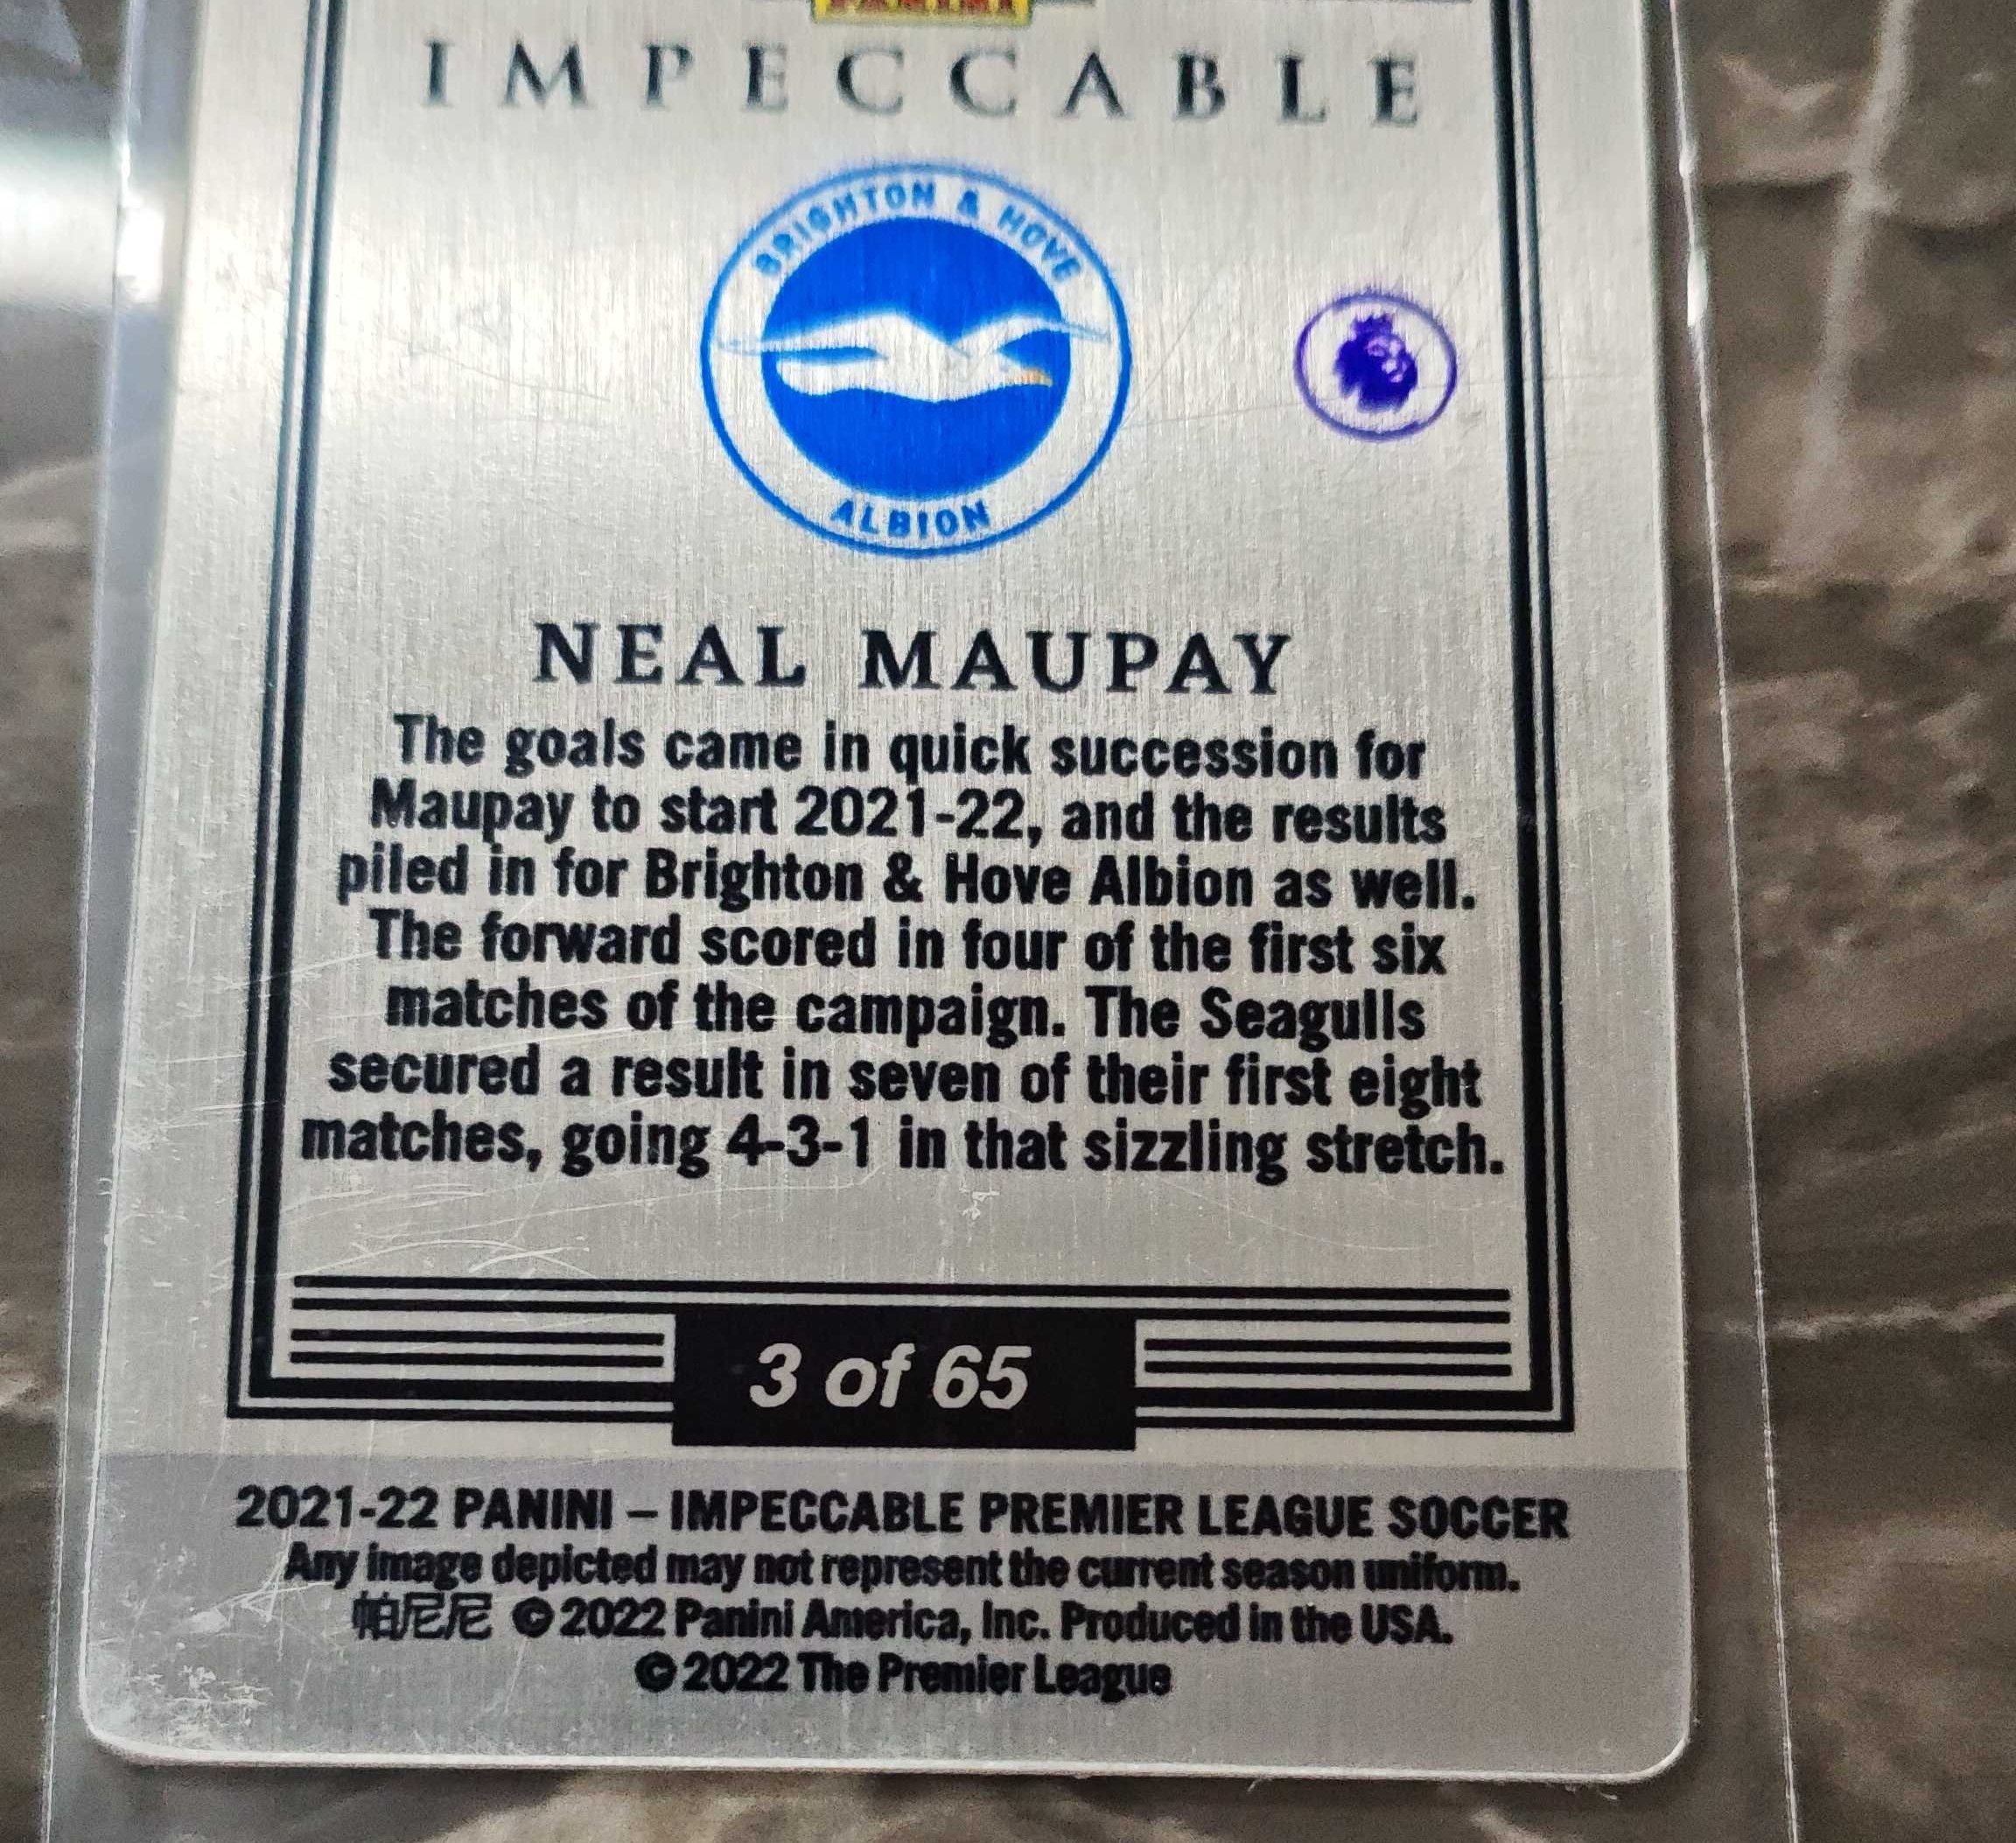 PANINI
IMPECCABLE
BRIGHTON & HOVE
ALBION
NEAL MAUPAY
The goals came in quick succession for
Maupay to start 2021-22, and the results
piled in for Brighton & Hove Albion as well.
The forward scored in four of the first six
matches of the campaign. The Seagulls
secured a result in seven of their first eight
matches, going 4-3-1 in that sizzling stretch.
3 of 65
2021-22 PANINI – IMPECCABLE PREMIER LEAGUE SOCCER
Any image depicted may not represent the current season uniform.
帕尼尼 © 2022 Panini America, Inc. Produced in the USA.
© 2022 The Premier League